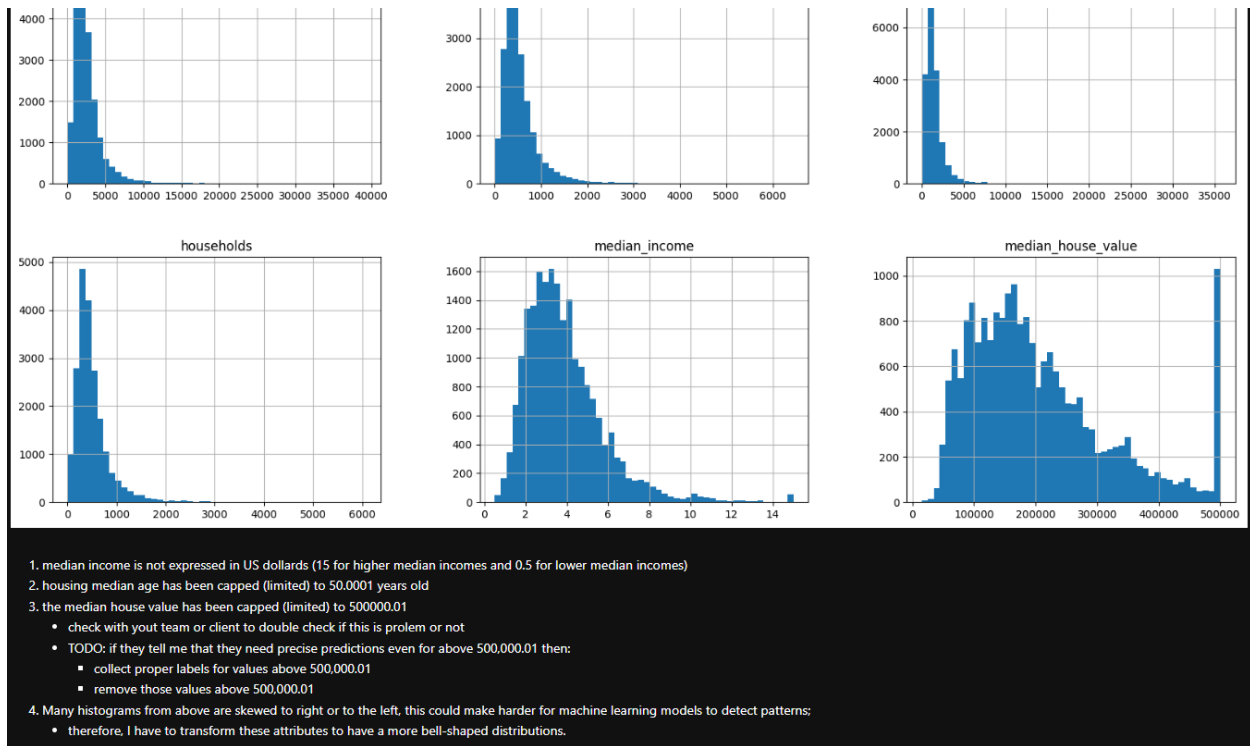 4000
3000
2000
1000
0
0 5000 10000 15000 20000 25000 30000 35000 40000
3000
2000
1000
0
0 1000 2000 3000 4000 5000 6000
6000
4000
2000
0
0 5000 10000 15000 20000 25000 30000 35000
households
5000
4000
3000
2000
1000
0
0 1000 2000 3000 4000 5000 6000
median_income
1600
1400
1200
1000
800
600
400
200
0
0 2 4 6 8 10 12 14
median_house_value
1000
800
600
400
200
0
0 100000 200000 300000 400000 500000
1. median income is not expressed in US dollards (15 for higher median incomes and 0.5 for lower median incomes)
2. housing median age has been capped (limited) to 50.0001 years old
3. the median house value has been capped (limited) to 500000.01
• check with yout team or client to double check if this is prolem or not
• TODO: if they tell me that they need precise predictions even for above 500,000.01 then:
▪ collect proper labels for values above 500,000.01
▪ remove those values above 500,000.01
4. Many histograms from above are skewed to right or to the left, this could make harder for machine learning models to detect patterns;
• therefore, I have to transform these attributes to have a more bell-shaped distributions.